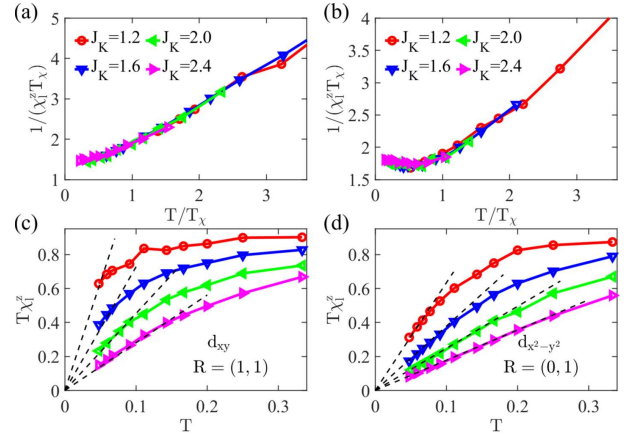 (a)
J_K=1.2 J_K=2.0
J_K=1.6 J_K=2.4
1/(χ_l^z T_χ)
5
4
3
2
1
0 1 2 3
T/T_χ
(b)
J_K=1.2 J_K=2.0
J_K=1.6 J_K=2.4
1/(χ_l^z T_χ)
4
3.5
3
2.5
2
1.5
0 1 2 3
T/T_χ
(c)
Tχ_l^z
0.8
0.6
0.4
0.2
0
d_xy
R = (1, 1)
0 0.1 0.2 0.3
T
(d)
Tχ_l^z
0.8
0.6
0.4
0.2
0
d_x²−y²
R = (0, 1)
0 0.1 0.2 0.3
T